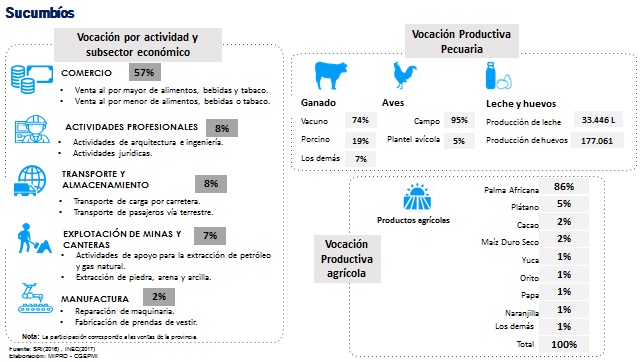 Sucumbíos
Vocación por actividad y
subsector económico
COMERCIO 57%
• Venta al por mayor de alimentos, bebidas y tabaco.
• Venta al por menor de alimentos, bebidas o tabaco.
ACTIVIDADES PROFESIONALES 8%
• Actividades de arquitectura e ingeniería.
• Actividades jurídicas.
TRANSPORTE Y
ALMACENAMIENTO 8%
• Transporte de carga por carretera.
• Transporte de pasajeros vía terrestre.
EXPLOTACIÓN DE MINAS Y
CANTERAS 7%
• Actividades de apoyo para la extracción de petróleo
y gas natural.
• Extracción de piedra, arena y arcilla.
MANUFACTURA 2%
• Reparación de maquinaria.
• Fabricación de prendas de vestir.
Nota: La participación corresponde a las ventas de la provincia.
Fuente: SRI(2016) , INEC(2017)
Elaboración: MIPRO - CGEPMI
Vocación Productiva
Pecuaria
Ganado
Vacuno 74%
Porcino 19%
Los demás 7%
Aves
Campo 95%
Plantel avícola 5%
Leche y huevos
Producción de leche 33.446 L
Producción de huevos 177.061
Vocación
Productiva
agrícola
Productos agrícolas
Palma Africana 86%
Plátano 5%
Cacao 2%
Maíz Duro Seco 2%
Yuca 1%
Orito 1%
Papa 1%
Naranjilla 1%
Los demás 1%
Total 100%